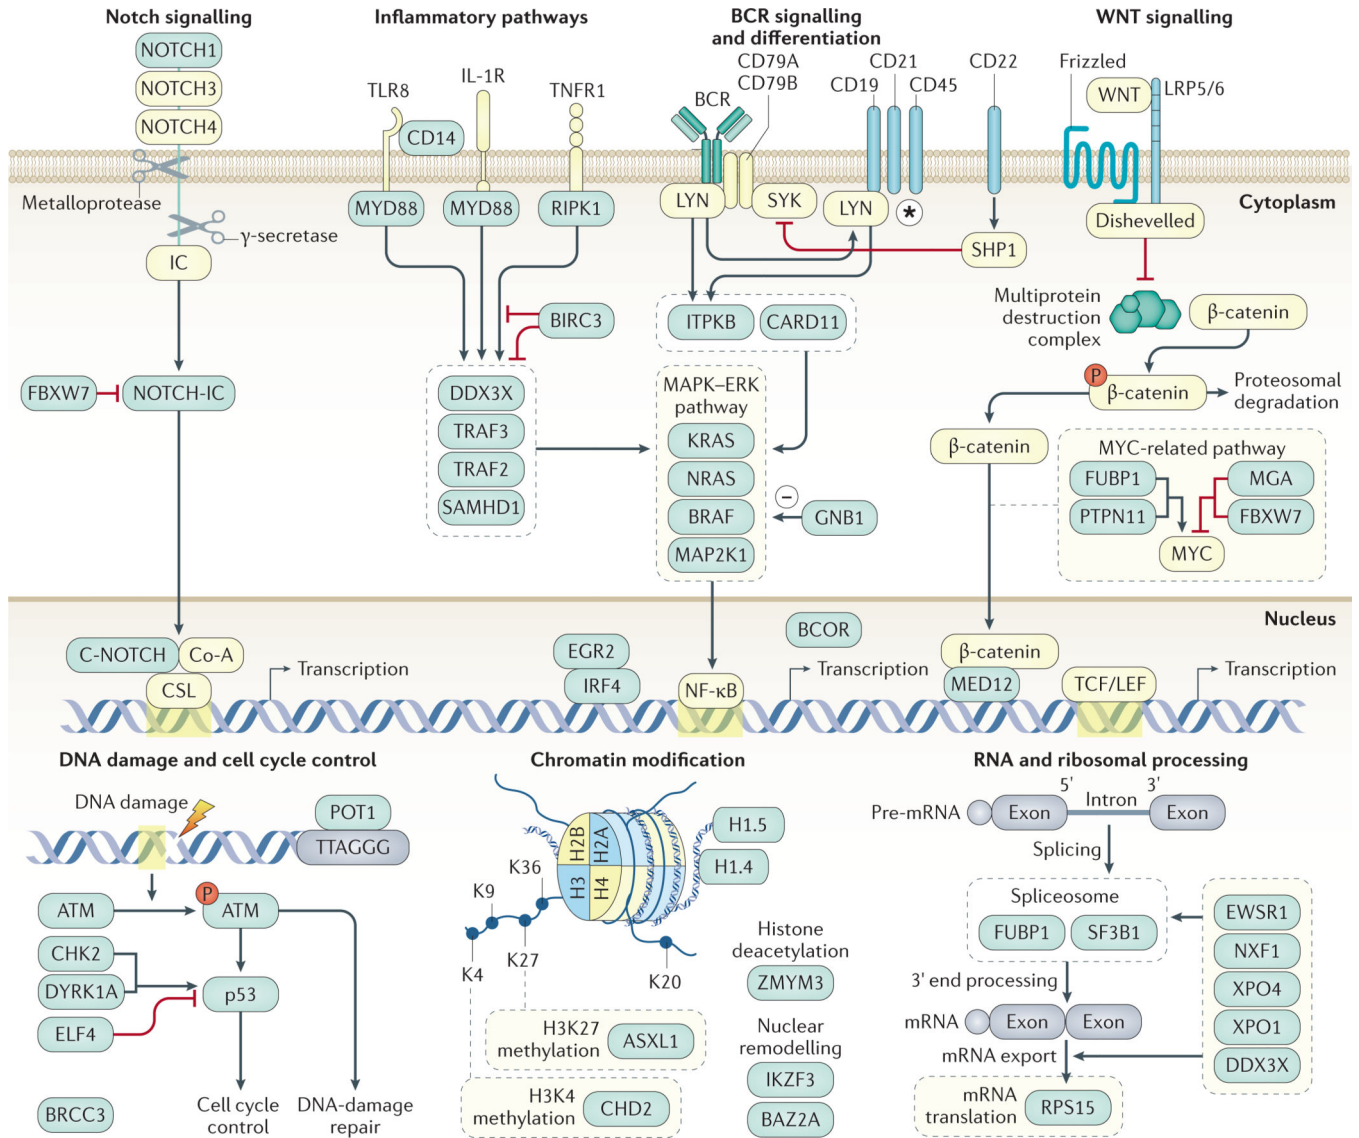 Notch signalling
Inflammatory pathways
BCR signalling
and differentiation
WNT signalling
NOTCH1
NOTCH3
NOTCH4
Metalloprotease
γ-secretase
IC
FBXW7
NOTCH-IC
TLR8
IL-1R
TNFR1
CD14
MYD88
MYD88
RIPK1
BIRC3
DDX3X
TRAF3
TRAF2
SAMHD1
BCR
CD79A
CD79B
CD19
CD21
CD45
CD22
LYN
SYK
LYN
*
SHP1
ITPKB
CARD11
MAPK–ERK
pathway
KRAS
NRAS
BRAF
MAP2K1
−
GNB1
Frizzled
WNT
LRP5/6
Cytoplasm
Dishevelled
Multiprotein
destruction
complex
β-catenin
P
β-catenin
Proteosomal
degradation
β-catenin
MYC-related pathway
FUBP1
PTPN11
MGA
FBXW7
MYC
Nucleus
C-NOTCH
Co-A
CSL
Transcription
EGR2
IRF4
NF-κB
BCOR
Transcription
β-catenin
MED12
TCF/LEF
Transcription
DNA damage and cell cycle control
DNA damage
POT1
TTAGGG
ATM
P
ATM
CHK2
DYRK1A
p53
ELF4
BRCC3
Cell cycle
control
DNA-damage
repair
Chromatin modification
H2B
H2A
H3
H4
H1.5
H1.4
K36
K9
K27
K4
K20
H3K27
methylation
ASXL1
H3K4
methylation
CHD2
Histone
deacetylation
ZMYM3
Nuclear
remodelling
IKZF3
BAZ2A
RNA and ribosomal processing
5'
3'
Pre-mRNA
Exon
Intron
Exon
Splicing
Spliceosome
FUBP1
SF3B1
3' end processing
mRNA
Exon
Exon
mRNA export
mRNA
translation
RPS15
EWSR1
NXF1
XPO4
XPO1
DDX3X